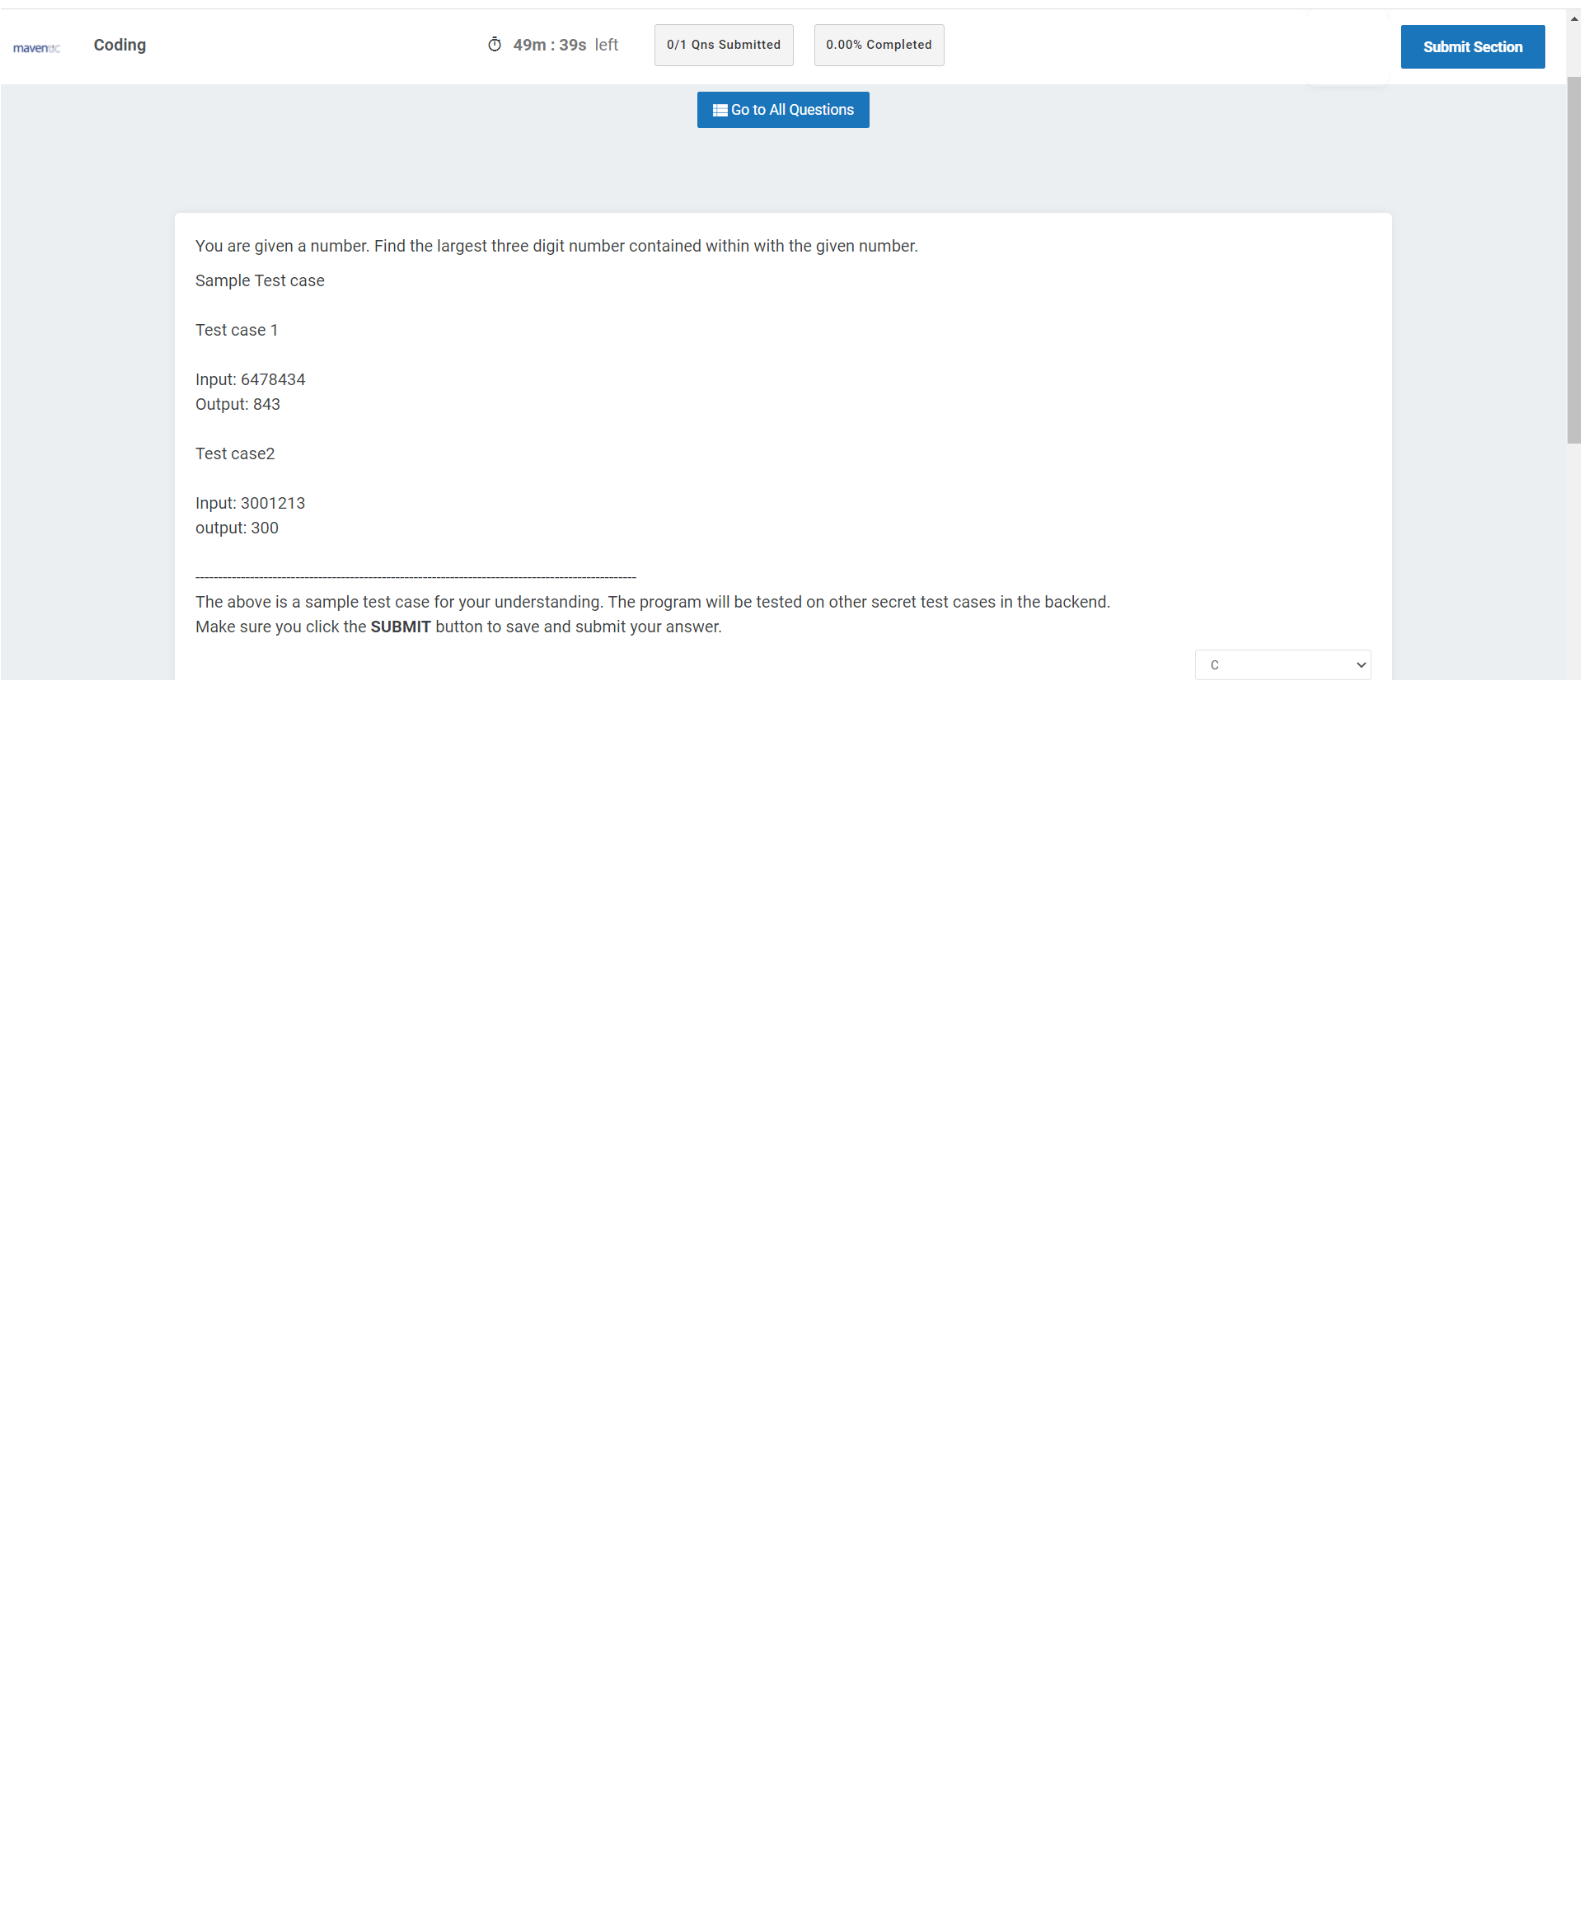 maven
Coding
49m : 39s left
0/1 Qns Submitted
0.00% Completed
Submit Section
Go to All Questions
You are given a number. Find the largest three digit number contained within with the given number.
Sample Test case
Test case 1
Input: 6478434
Output: 843
Test case2
Input: 3001213
output: 300
--------------------------------------------------------------------------------------------------
The above is a sample test case for your understanding. The program will be tested on other secret test cases in the backend.
Make sure you click the SUBMIT button to save and submit your answer.
C